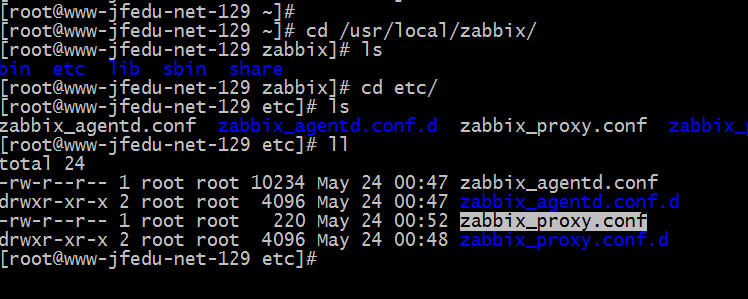 [root@www-jfedu-net-129 ~]#
[root@www-jfedu-net-129 ~]# cd /usr/local/zabbix/
[root@www-jfedu-net-129 zabbix]# ls
bin etc lib sbin share
[root@www-jfedu-net-129 zabbix]# cd etc/
[root@www-jfedu-net-129 etc]# ls
zabbix_agentd.conf zabbix_agentd.conf.d zabbix_proxy.conf zabbix_p
[root@www-jfedu-net-129 etc]# ll
total 24
-rw-r--r-- 1 root root 10234 May 24 00:47 zabbix_agentd.conf
drwxr-xr-x 2 root root 4096 May 24 00:47 zabbix_agentd.conf.d
-rw-r--r-- 1 root root 220 May 24 00:52 zabbix_proxy.conf
drwxr-xr-x 2 root root 4096 May 24 00:48 zabbix_proxy.conf.d
[root@www-jfedu-net-129 etc]#